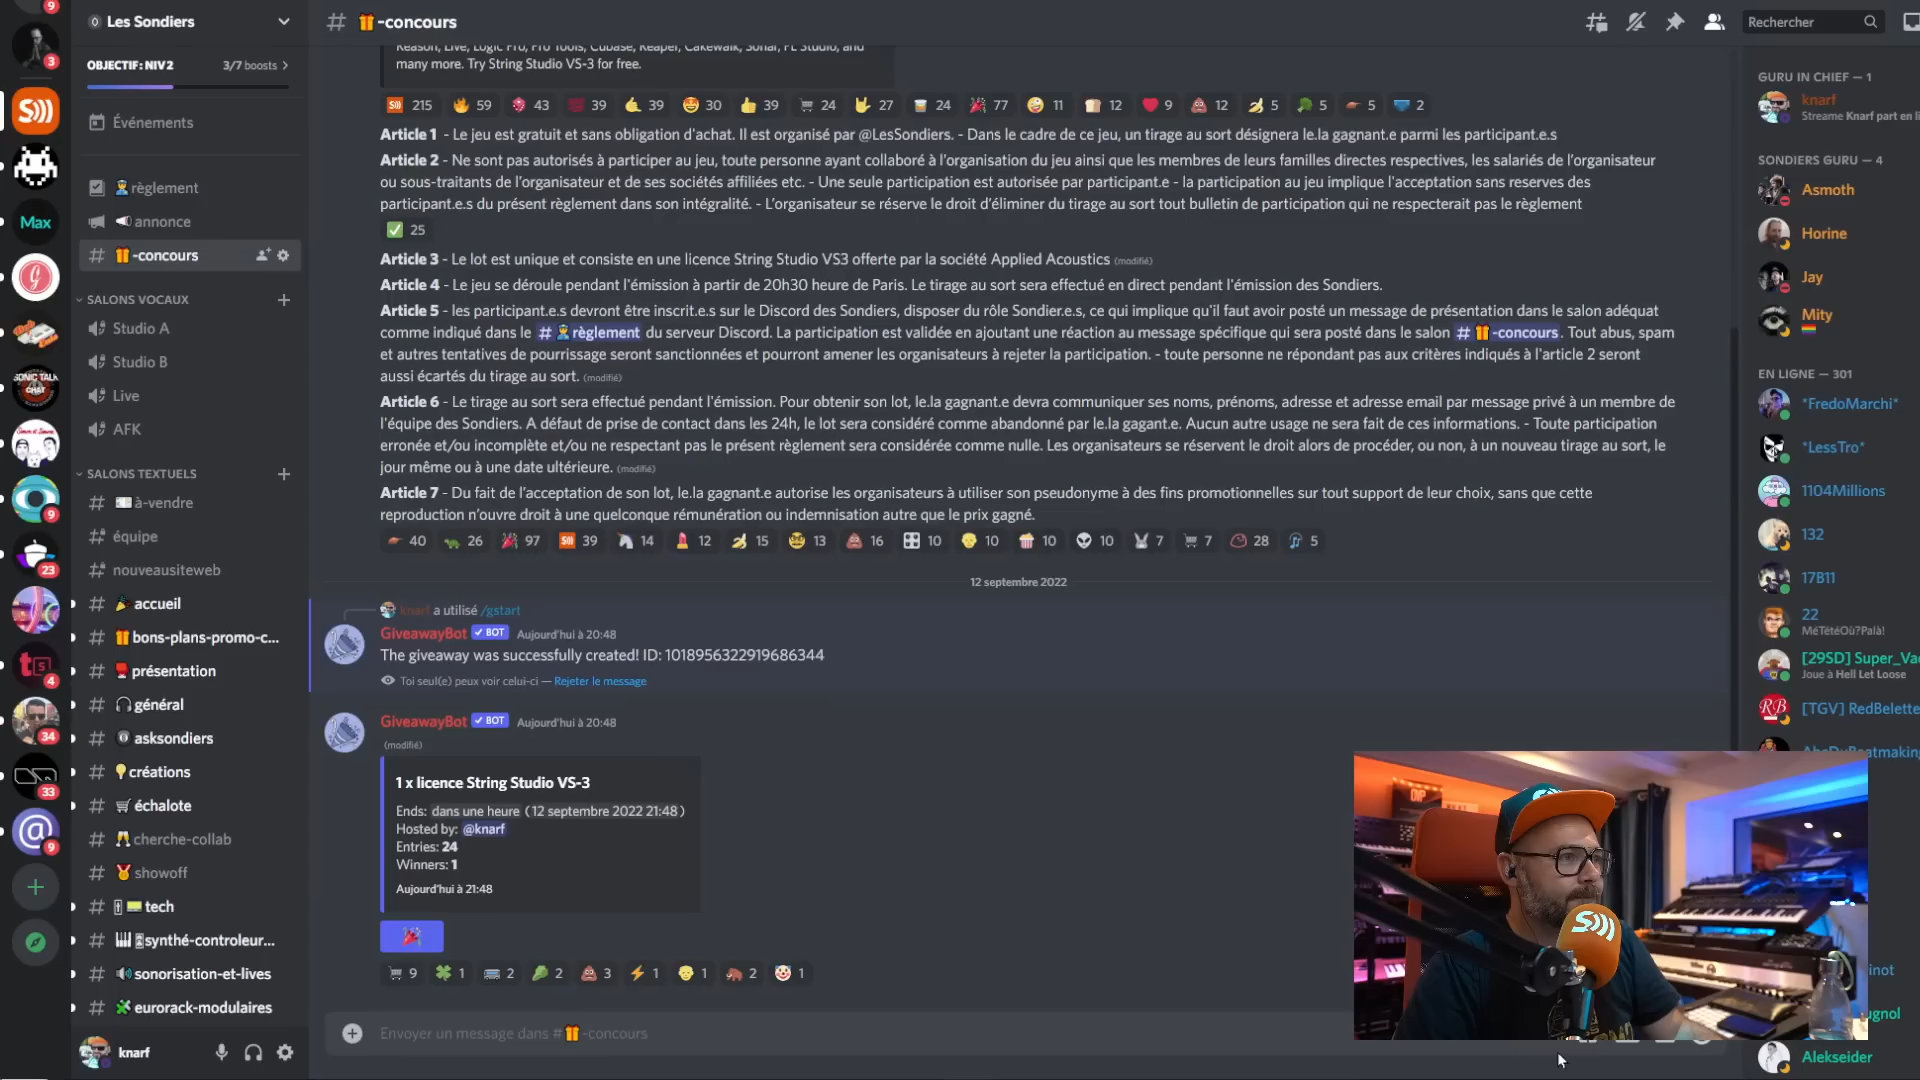 Les Sondiers
OBJECTIF: NIV 2 3/7 boosts
Événements
règlement
annonce
-concours
SALONS VOCAUX
Studio A
Studio B
Live
AFK
SALONS TEXTUELS
à-vendre
équipe
nouveausiteweb
accueil
bons-plans-promo-c...
présentation
général
asksondiers
créations
échalote
cherche-collab
showoff
tech
synthé-controleur...
sonorisation-et-lives
eurorack-modulaires
knarf
9
3
Max
SONIC TALK
CHAT
9
23
ts
4
34
33
9
# -concours
Rechercher
Reason, Live, Logic Pro, Pro Tools, Cubase, Reaper, Cakewalk, Sonar, FL Studio, and
many more. Try String Studio VS-3 for free.
215 59 43 39 39 30 39 24 27 24 77 11 12 9 12 5 5 5 2
Article 1 - Le jeu est gratuit et sans obligation d'achat. Il est organisé par @LesSondiers. - Dans le cadre de ce jeu, un tirage au sort désignera le.la gagnant.e parmi les participant.e.s
Article 2 - Ne sont pas autorisés à participer au jeu, toute personne ayant collaboré à l'organisation du jeu ainsi que les membres de leurs familles directes respectives, les salariés de l'organisateur
ou sous-traitants de l'organisateur et de ses sociétés affiliées etc. - Une seule participation est autorisée par participant.e - la participation au jeu implique l'acceptation sans reserves des
participant.e.s du présent règlement dans son intégralité. - L'organisateur se réserve le droit d'éliminer du tirage au sort tout bulletin de participation qui ne respecterait pas le règlement
25
Article 3 - Le lot est unique et consiste en une licence String Studio VS3 offerte par la société Applied Acoustics (modifié)
Article 4 - Le jeu se déroule pendant l'émission à partir de 20h30 heure de Paris. Le tirage au sort sera effectué en direct pendant l'émission des Sondiers.
Article 5 - les participant.e.s devront être inscrit.e.s sur le Discord des Sondiers, disposer du rôle Sondier.e.s, ce qui implique qu'il faut avoir posté un message de présentation dans le salon adéquat
comme indiqué dans le # règlement du serveur Discord. La participation est validée en ajoutant une réaction au message spécifique qui sera posté dans le salon # -concours. Tout abus, spam
et autres tentatives de pourrissage seront sanctionnées et pourront amener les organisateurs à rejeter la participation. - toute personne ne répondant pas aux critères indiqués à l'article 2 seront
aussi écartés du tirage au sort. (modifié)
Article 6 - Le tirage au sort sera effectué pendant l'émission. Pour obtenir son lot, le.la gagnant.e devra communiquer ses noms, prénoms, adresse et adresse email par message privé à un membre de
l'équipe des Sondiers. A défaut de prise de contact dans les 24h, le lot sera considéré comme abandonné par le.la gagant.e. Aucun autre usage ne sera fait de ces informations. - Toute participation
erronée et/ou incomplète et/ou ne respectant pas le présent règlement sera considérée comme nulle. Les organisateurs se réservent le droit alors de procéder, ou non, à un nouveau tirage au sort, le
jour même ou à une date ultérieure. (modifié)
Article 7 - Du fait de l'acceptation de son lot, le.la gagnant.e autorise les organisateurs à utiliser son pseudonyme à des fins promotionnelles sur tout support de leur choix, sans que cette
reproduction n'ouvre droit à une quelconque rémunération ou indemnisation autre que le prix gagné.
40 26 97 39 14 12 15 13 16 10 10 10 10 7 7 28 5
12 septembre 2022
knarf a utilisé /gstart
GiveawayBot BOT Aujourd'hui à 20:48
The giveaway was successfully created! ID: 1018956322919686344
Toi seul(e) peux voir celui-ci — Rejeter le message
GiveawayBot BOT Aujourd'hui à 20:48
(modifié)
1 x licence String Studio VS-3
Ends: dans une heure (12 septembre 2022 21:48)
Hosted by: @knarf
Entries: 24
Winners: 1
Aujourd'hui à 21:48
9 1 2 2 3 1 1 2 1
Envoyer un message dans # -concours
GURU IN CHIEF — 1
knarf
Streame Knarf part en li
SONDIERS GURU — 4
Asmoth
Horine
Jay
Mity
EN LIGNE — 301
*FredoMarchi*
*LessTro*
1104Millions
132
17B11
22
MéTétéOù?Palà!
[29SD] Super_Va
Joue à Hell Let Loose
[TGV] RedBelette
AbsDuBeatmaking
inot
ugnol
Alekseider